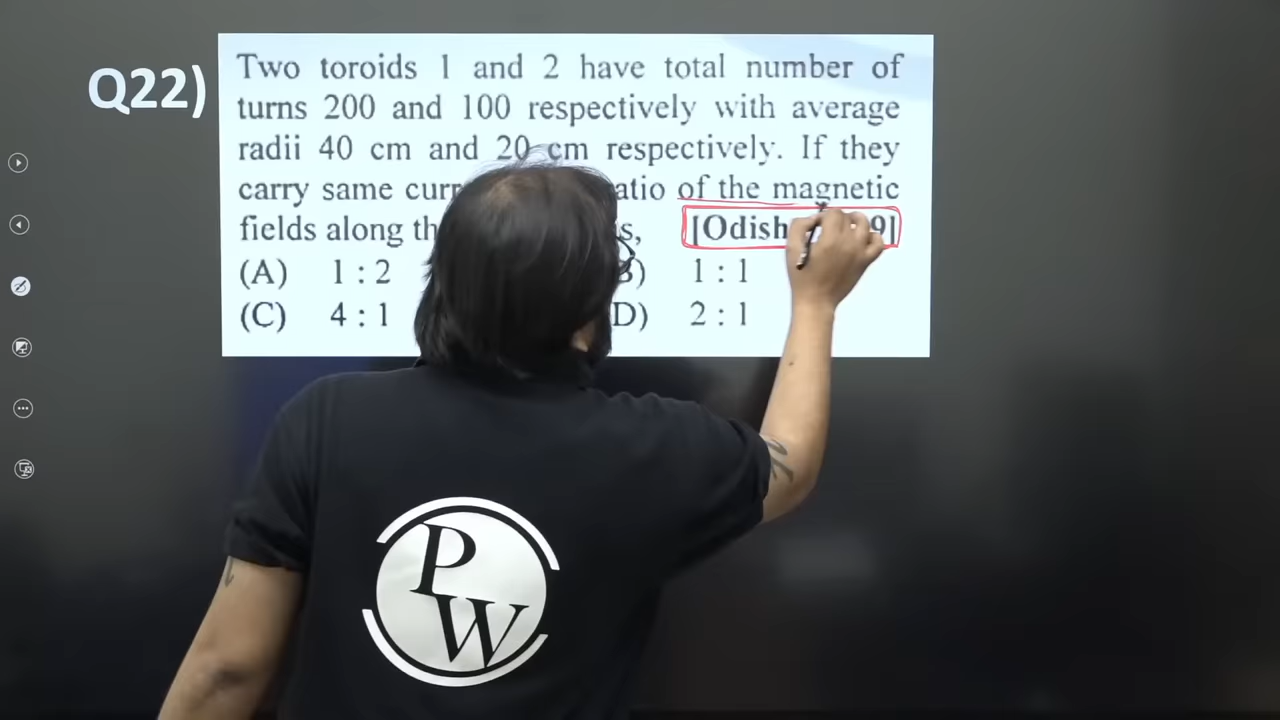 Q22)
Two toroids 1 and 2 have total number of
turns 200 and 100 respectively with average
radii 40 cm and 20 cm respectively. If they
carry same of the magnetic
fields along
(A) 1 : 2 1 : 1
(C) 4 : 1 D) 2 : 1
PW